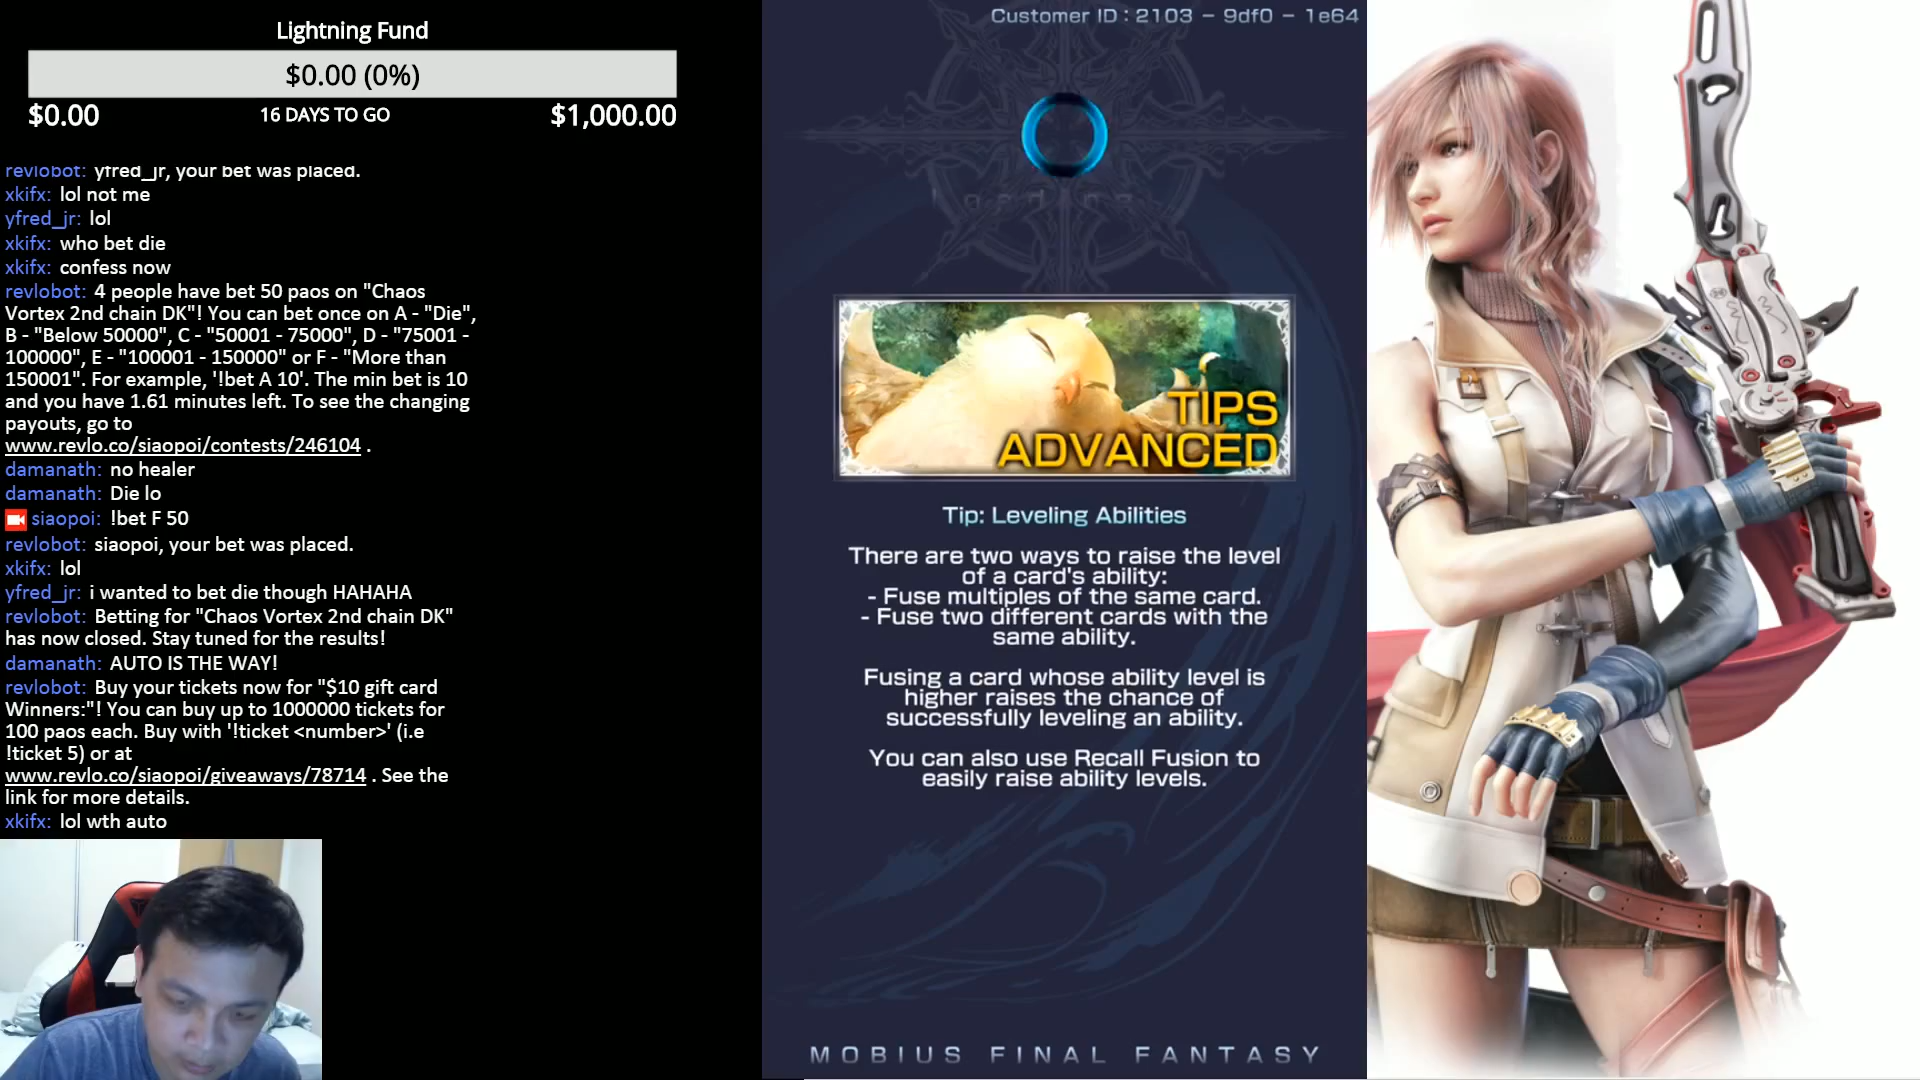 Lightning Fund
$0.00 (0%)
$0.00 16 DAYS TO GO $1,000.00
revlobot: yfred_jr, your bet was placed.
xkifx: lol not me
yfred_jr: lol
xkifx: who bet die
xkifx: confess now
revlobot: 4 people have bet 50 paos on "Chaos
Vortex 2nd chain DK"! You can bet once on A - "Die",
B - "Below 50000", C - "50001 - 75000", D - "75001 -
100000", E - "100001 - 150000" or F - "More than
150001". For example, '!bet A 10'. The min bet is 10
and you have 1.61 minutes left. To see the changing
payouts, go to
www.revlo.co/siaopoi/contests/246104 .
damanath: no healer
damanath: Die lo
siaopoi: !bet F 50
revlobot: siaopoi, your bet was placed.
xkifx: lol
yfred_jr: i wanted to bet die though HAHAHA
revlobot: Betting for "Chaos Vortex 2nd chain DK"
has now closed. Stay tuned for the results!
damanath: AUTO IS THE WAY!
revlobot: Buy your tickets now for "$10 gift card
Winners:"! You can buy up to 1000000 tickets for
100 paos each. Buy with '!ticket <number>' (i.e
!ticket 5) or at
www.revlo.co/siaopoi/giveaways/78714 . See the
link for more details.
xkifx: lol wth auto
Customer ID : 2103 - 9df0 - 1e64
loading
TIPS
ADVANCED
Tip: Leveling Abilities
There are two ways to raise the level
of a card's ability:
- Fuse multiples of the same card.
- Fuse two different cards with the
same ability.
Fusing a card whose ability level is
higher raises the chance of
successfully leveling an ability.
You can also use Recall Fusion to
easily raise ability levels.
MOBIUS FINAL FANTASY